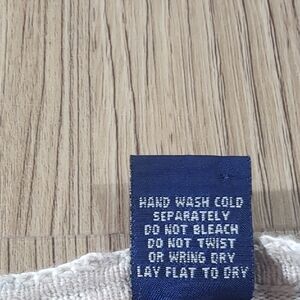 HAND WASH COLD
SEPARATELY
DO NOT BLEACH
DO NOT TWIST
OR WRING DRY
LAY FLAT TO DRY